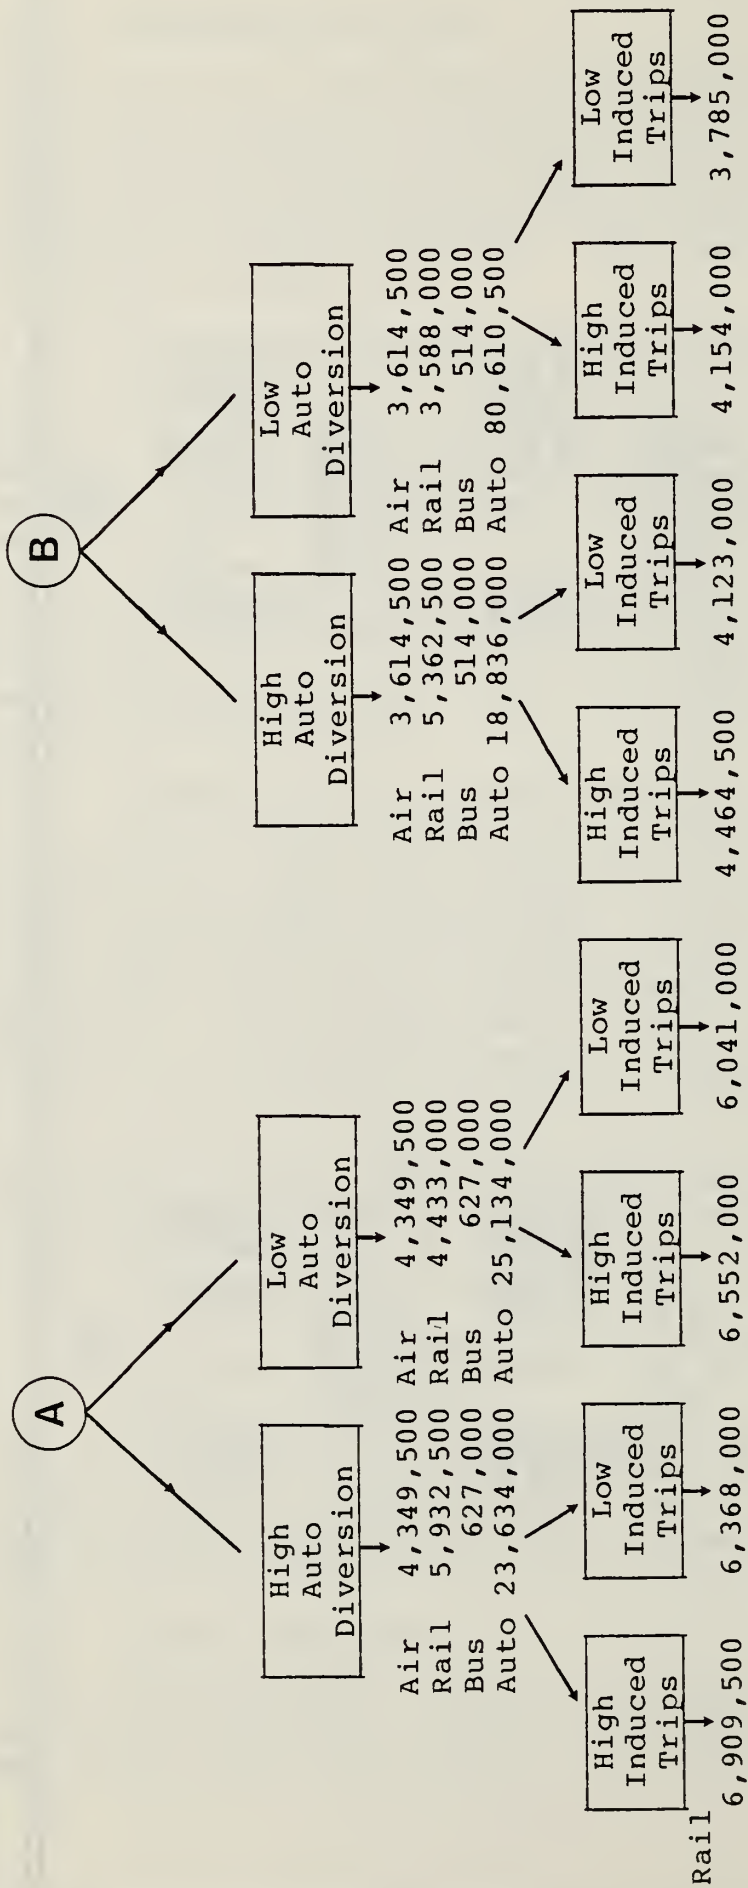 A
B
High
Auto
Diversion
Low
Auto
Diversion
High
Auto
Diversion
Low
Auto
Diversion
Air 4,349,500
Rail 5,932,500
Bus 627,000
Auto 23,634,000
Air 4,349,500
Rail 4,433,000
Bus 627,000
Auto 25,134,000
Air 3,614,500
Rail 5,362,500
Bus 514,000
Auto 18,836,000
Air 3,614,500
Rail 3,588,000
Bus 514,000
Auto 80,610,500
High
Induced
Trips
Low
Induced
Trips
High
Induced
Trips
Low
Induced
Trips
High
Induced
Trips
Low
Induced
Trips
High
Induced
Trips
Low
Induced
Trips
Rail
6,909,500 6,368,000 6,552,000 6,041,000 4,464,500 4,123,000 4,154,000 3,785,000